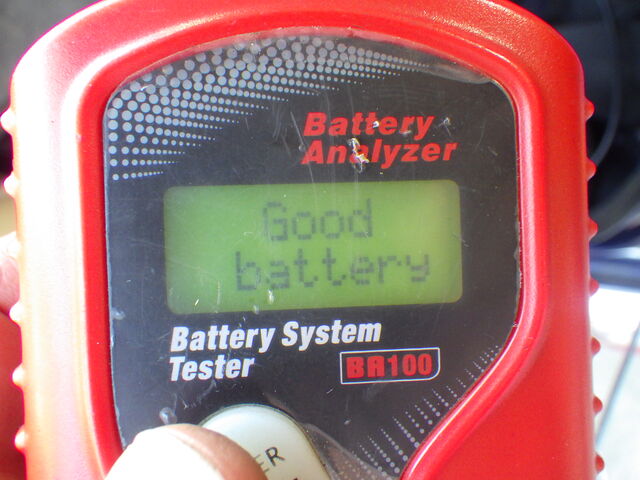 Battery
Analyzer
Good
battery
Battery System
Tester
BA100